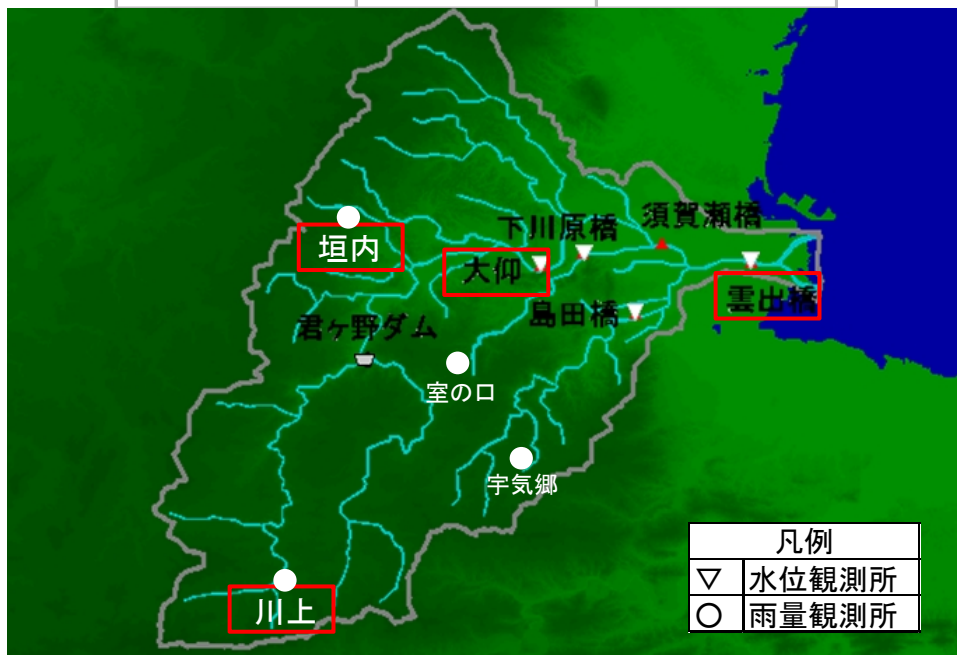 須賀瀬橋
下川原橋
垣内
大仰
雲出橋
島田橋
君ヶ野ダム
室の口
宇気郷
川上
凡例
▽ 水位観測所
○ 雨量観測所